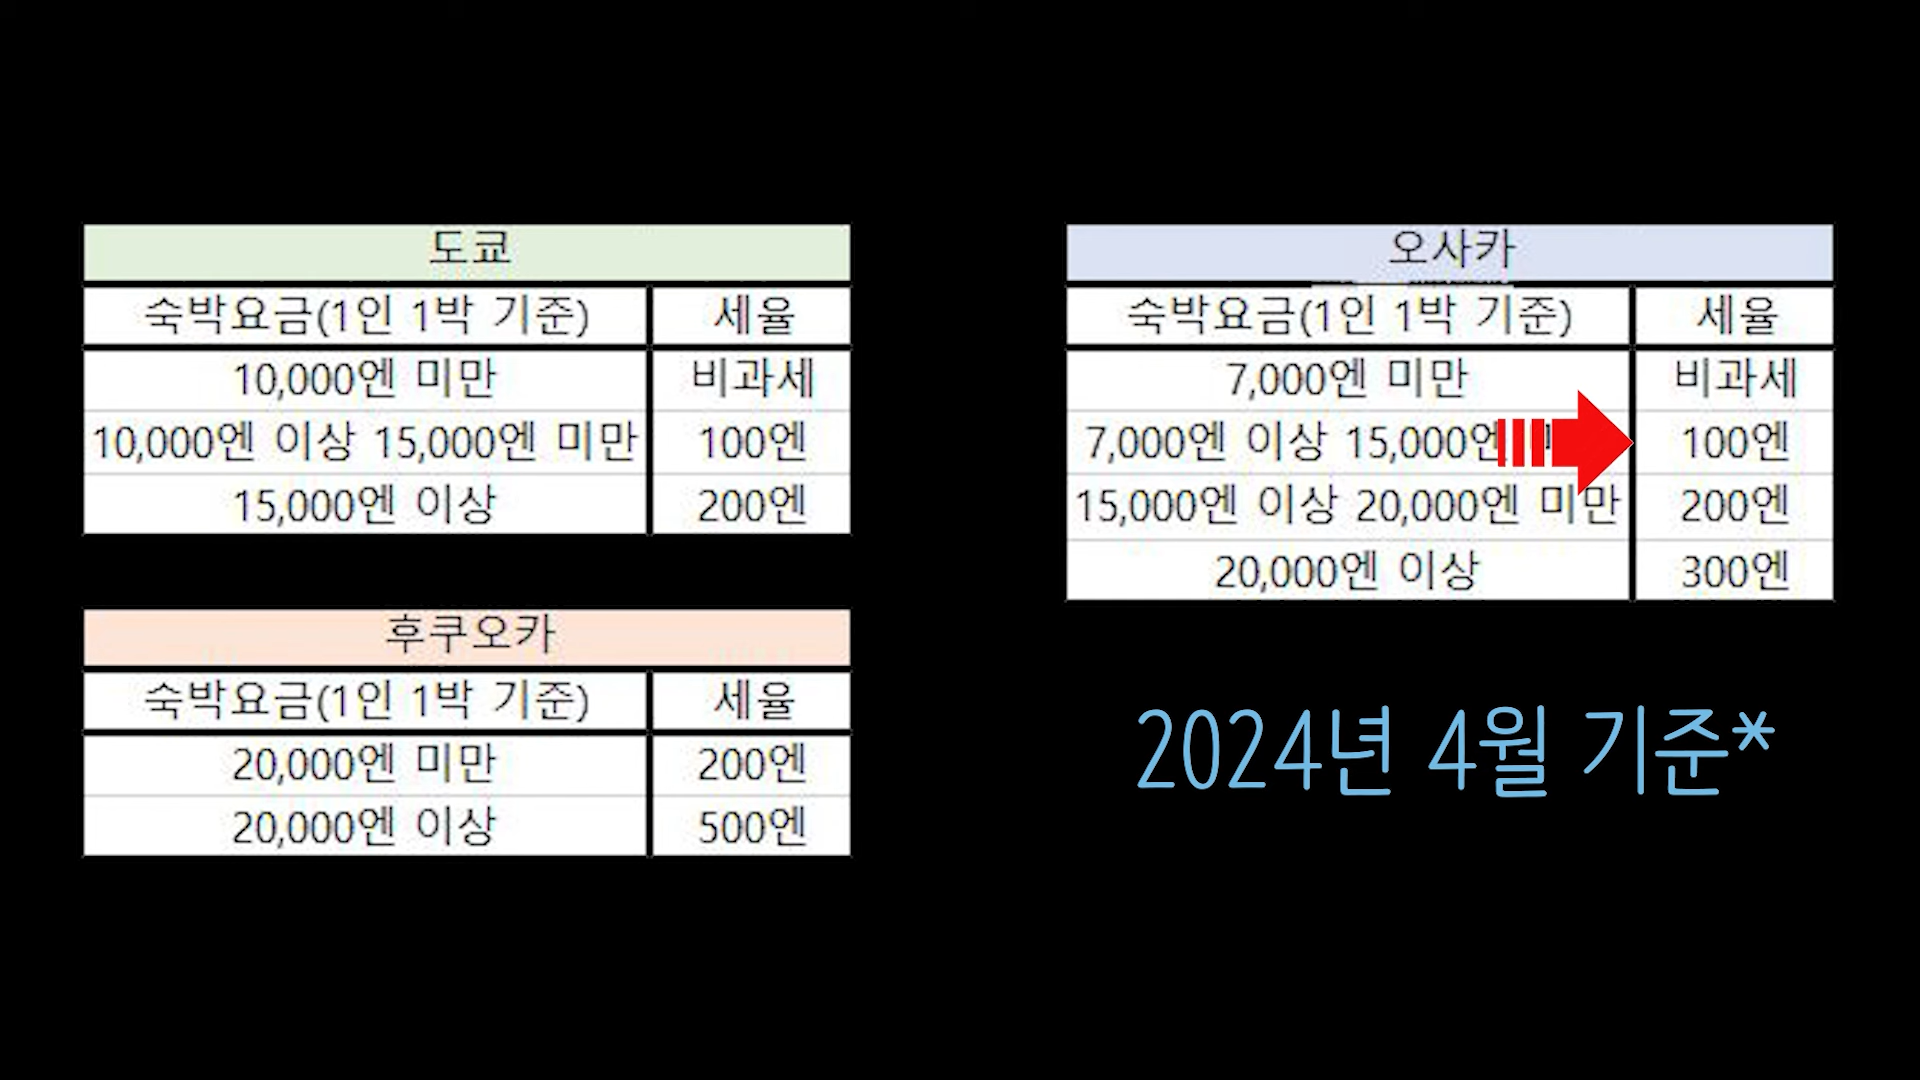 도쿄
숙박요금(1인 1박 기준) 세율
10,000엔 미만 비과세
10,000엔 이상 15,000엔 미만 100엔
15,000엔 이상 200엔
후쿠오카
숙박요금(1인 1박 기준) 세율
20,000엔 미만 200엔
20,000엔 이상 500엔
오사카
숙박요금(1인 1박 기준) 세율
7,000엔 미만 비과세
7,000엔 이상 15,000엔 100엔
15,000엔 이상 20,000엔 미만 200엔
20,000엔 이상 300엔
2024년 4월 기준*